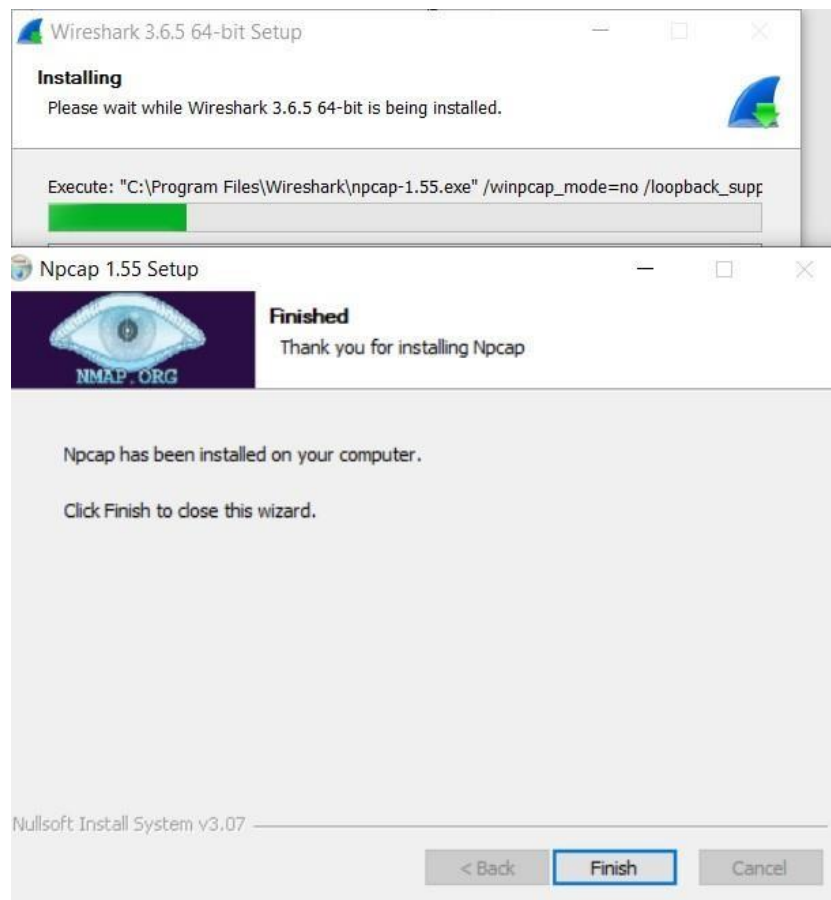 Wireshark 3.6.5 64-bit Setup
Installing
Please wait while Wireshark 3.6.5 64-bit is being installed.
Execute: "C:\Program Files\Wireshark\npcap-1.55.exe" /winpcap_mode=no /loopback_supp
Npcap 1.55 Setup
NMAP.ORG
Finished
Thank you for installing Npcap
Npcap has been installed on your computer.
Click Finish to close this wizard.
Nullsoft Install System v3.07
< Back Finish Cancel